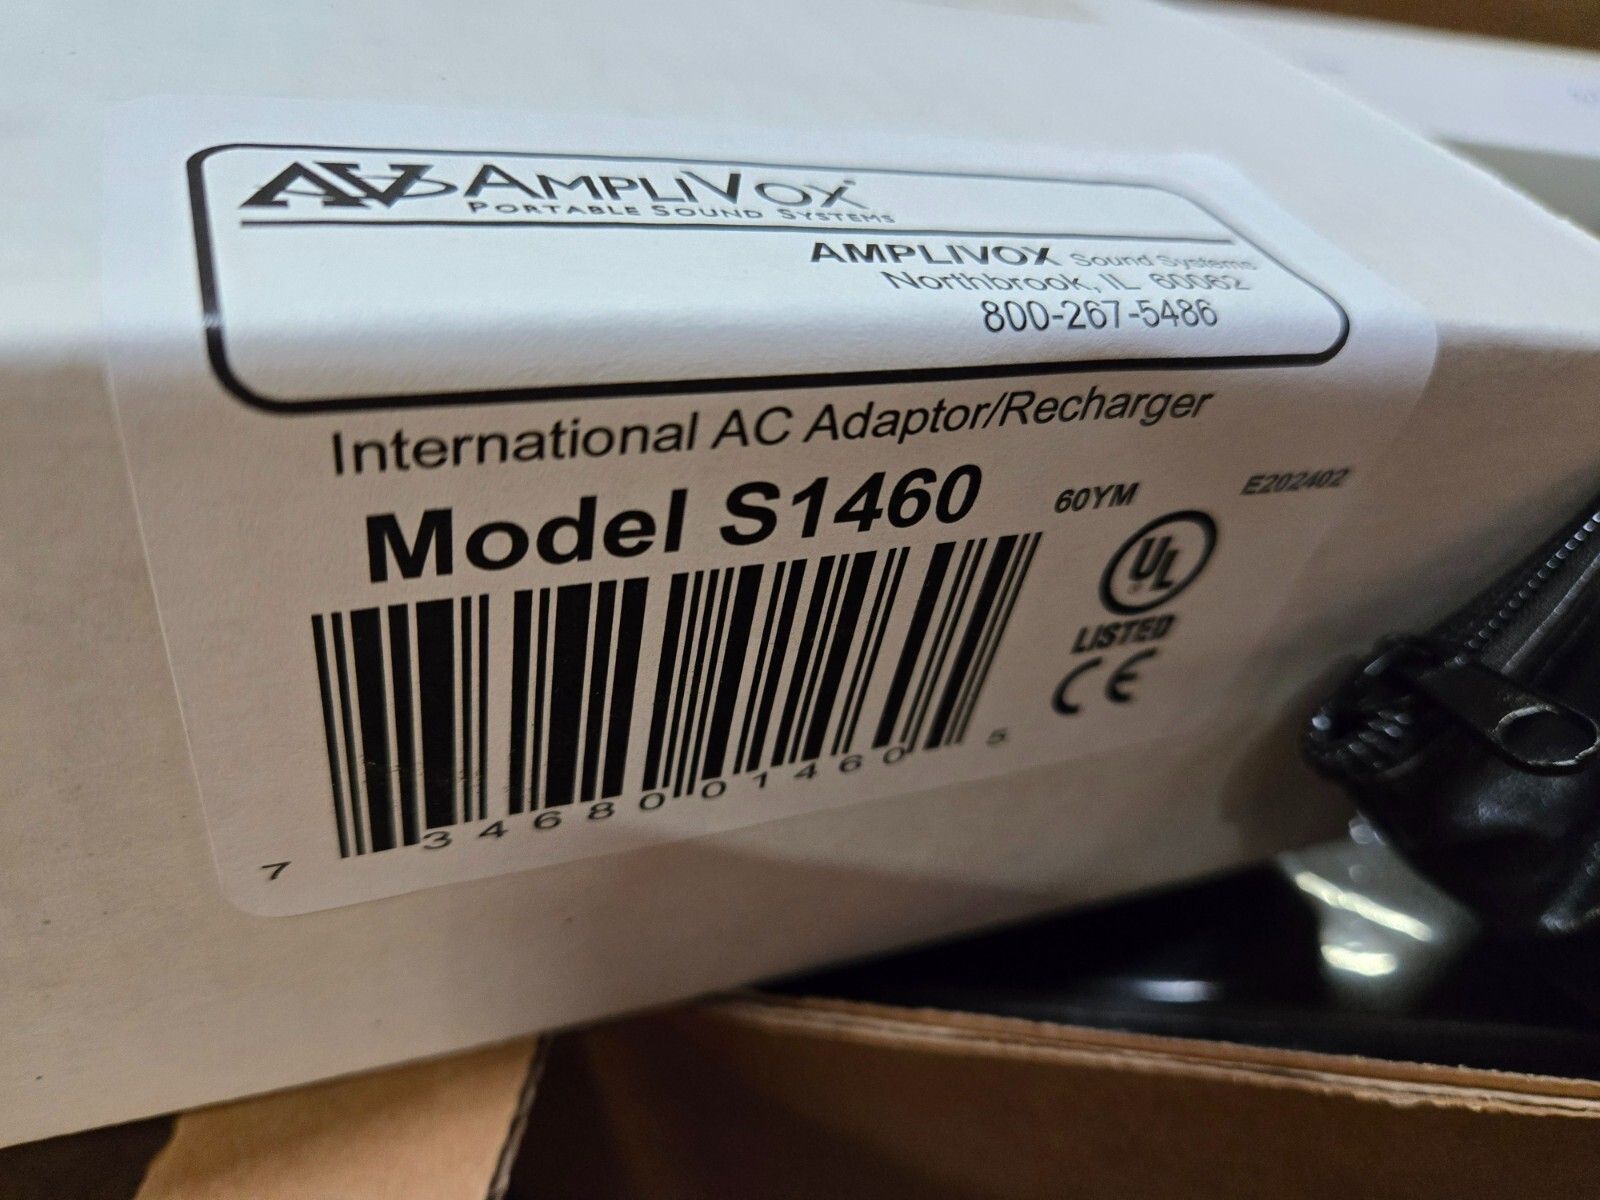 AV AMPLIVOX
PORTABLE SOUND SYSTEMS
AMPLIVOX Sound Systems
Northbrook, IL 60062
800-267-5486
International AC Adaptor/Recharger
Model S1460
60YM
E202402
UL
LISTED
CE
7 34680 01460 5